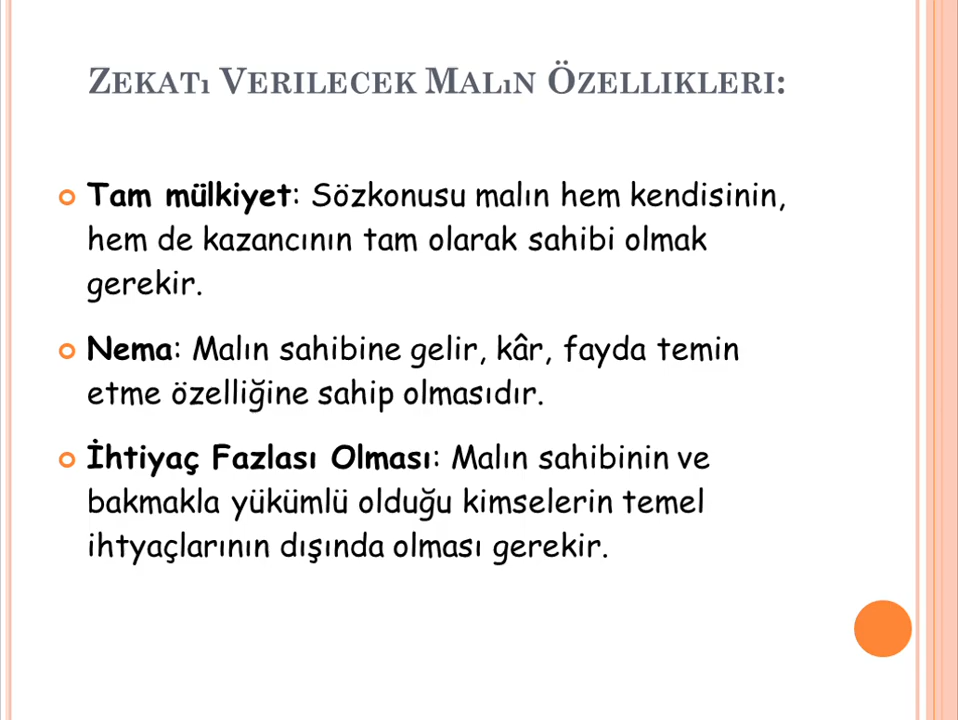 ZEKATı VERILECEK MALıN ÖZELLIKLERI:
Tam mülkiyet: Sözkonusu malın hem kendisinin,
hem de kazancının tam olarak sahibi olmak
gerekir.
Nema: Malın sahibine gelir, kâr, fayda temin
etme özelliğine sahip olmasıdır.
İhtiyaç Fazlası Olması: Malın sahibinin ve
bakmakla yükümlü olduğu kimselerin temel
ihtyaçlarının dışında olması gerekir.